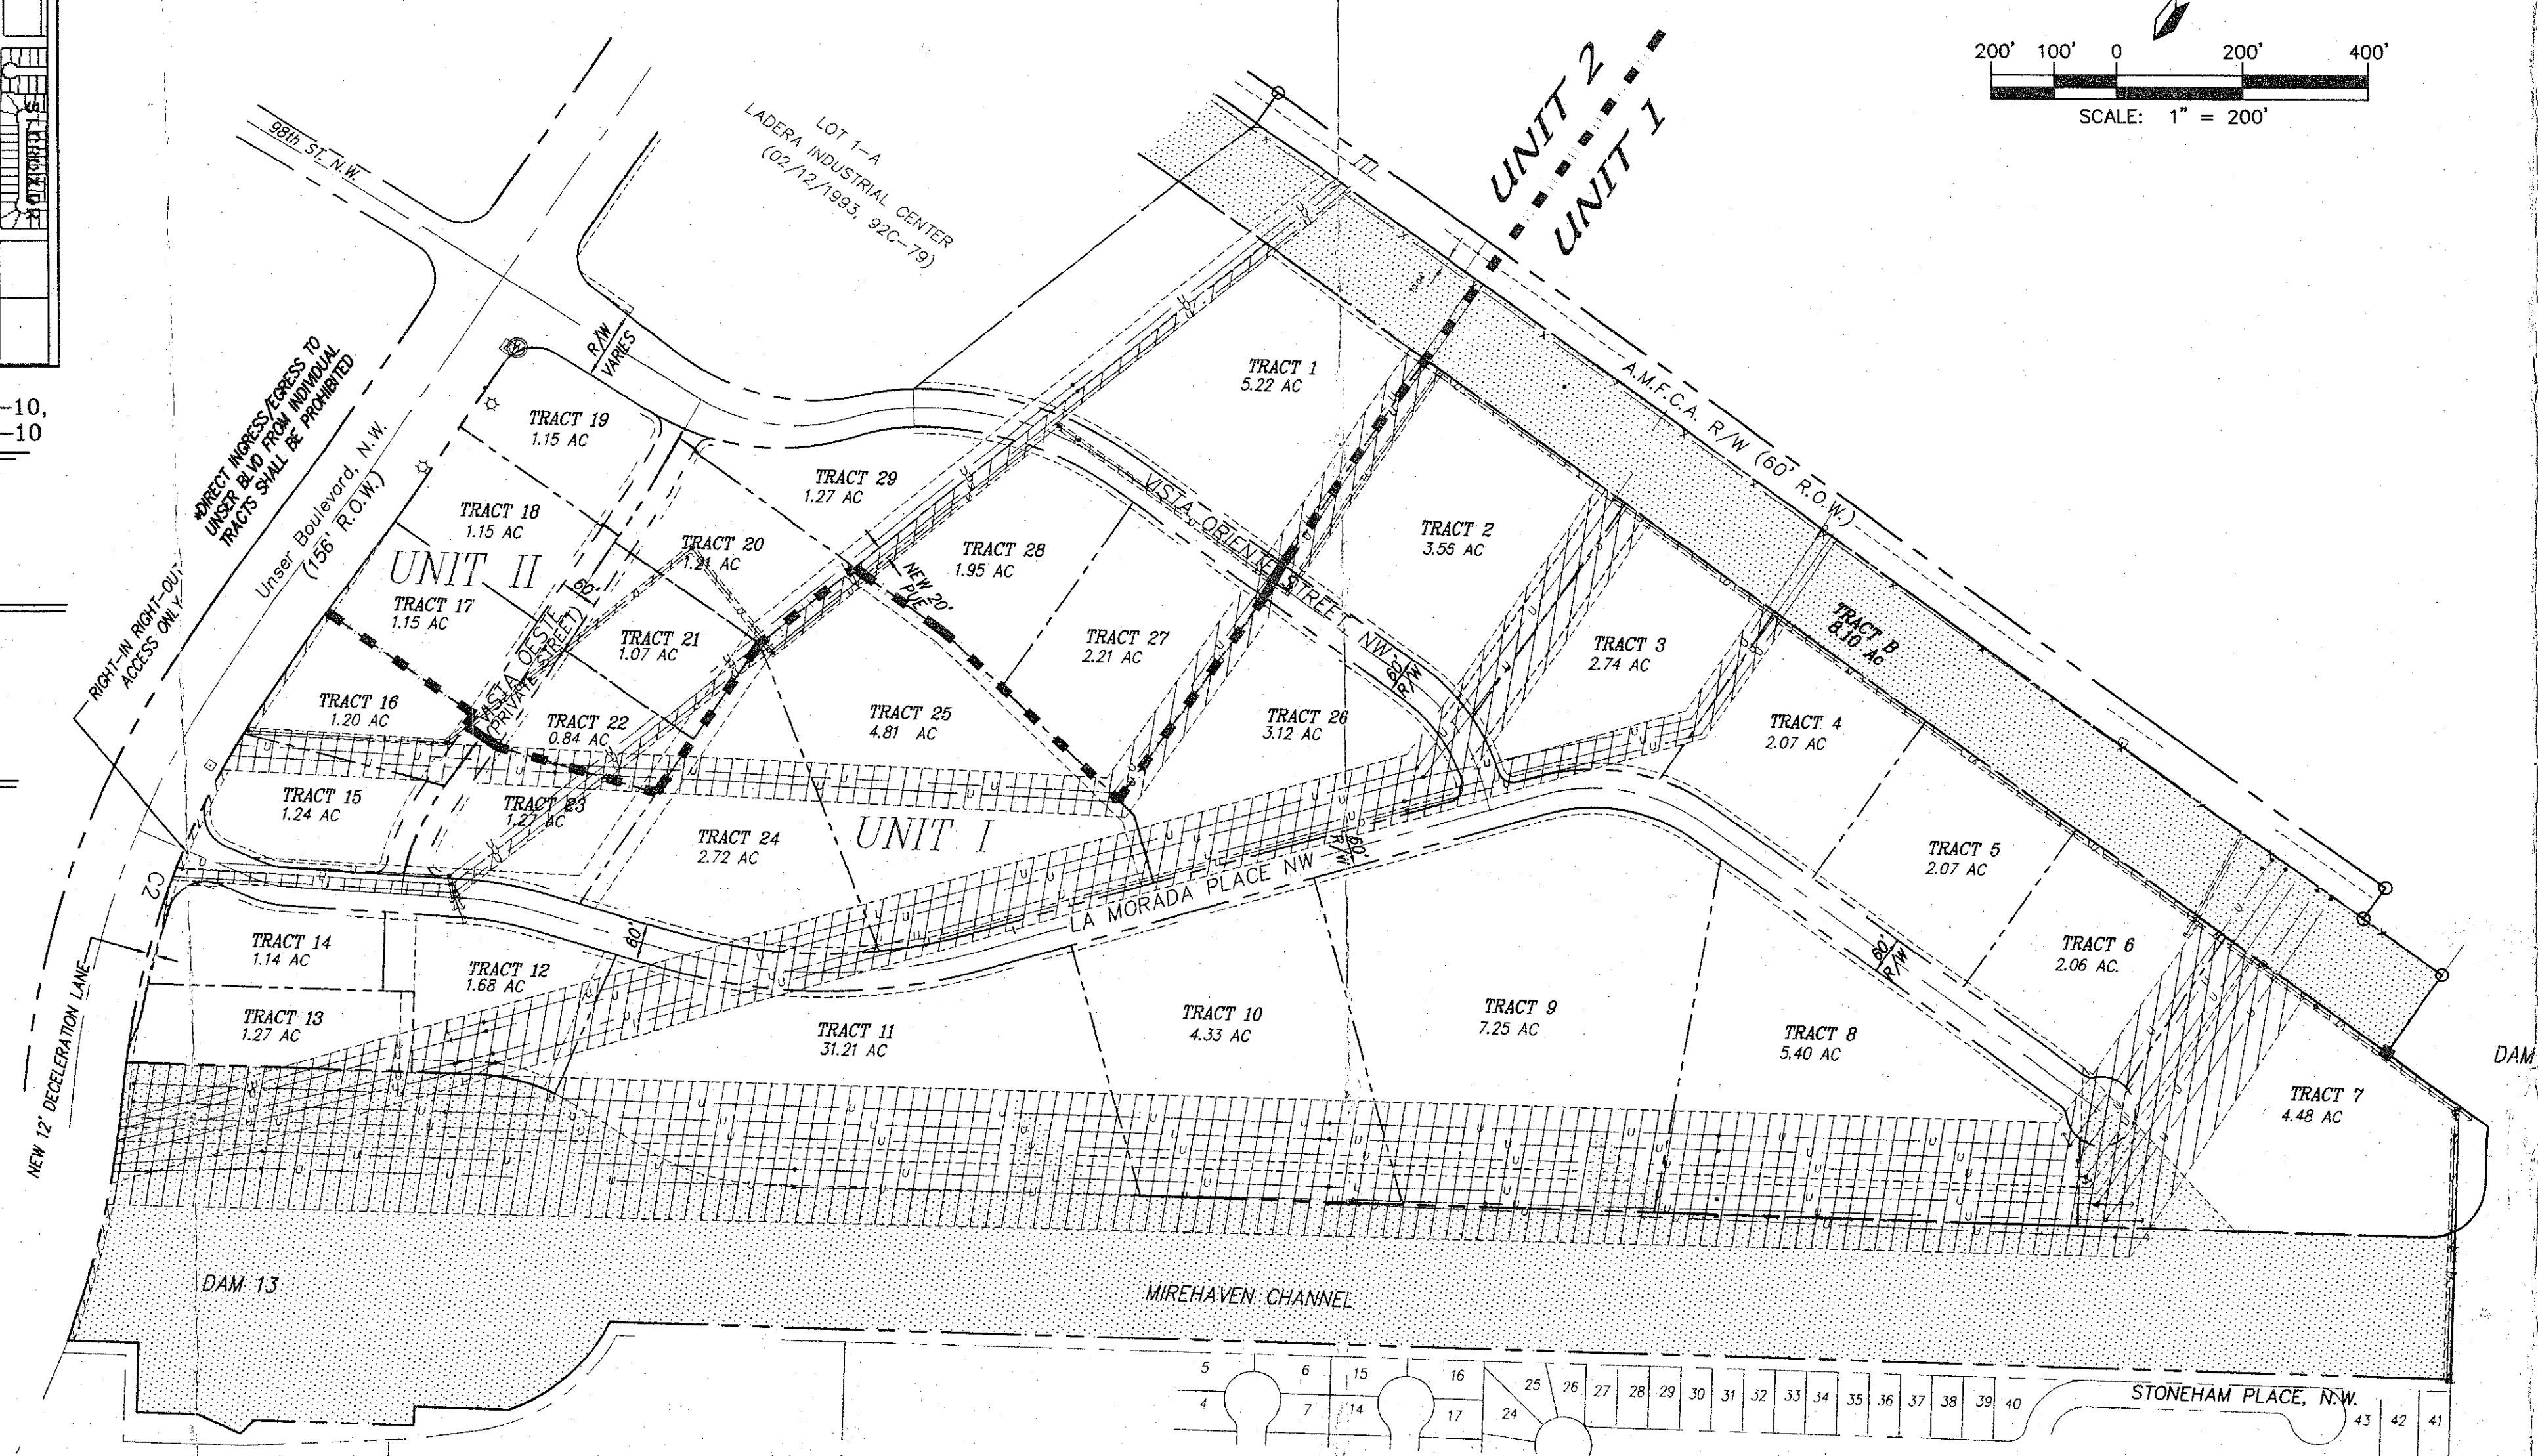 200' 100' 0 200' 400'
SCALE: 1" = 200'
UNIT 2
UNIT 1
-10,
-10
98th ST. N.W.
LOT 1-A
LADERA INDUSTRIAL CENTER
(02/12/1993, 92C-79)
R/W
VARIES
*DIRECT INGRESS/EGRESS TO
UNSER BLVD FROM INDIVIDUAL
TRACTS SHALL BE PROHIBITED
Unser Boulevard, N.W.
(156' R.O.W.)
RIGHT-IN RIGHT-OUT
ACCESS ONLY
A.M.F.C.A. R/W (60' R.O.W.)
TRACT 1
5.22 AC
TRACT 19
1.15 AC
TRACT 29
1.27 AC
TRACT 18
1.15 AC
UNIT II
TRACT 20
1.21 AC
TRACT 28
1.95 AC
VISTA ORIENTE STREET, NW
TRACT 2
3.55 AC
NEW 20'
PUE
60'
VISTA OESTE
(PRIVATE STREET)
TRACT 17
1.15 AC
TRACT 21
1.07 AC
TRACT 27
2.21 AC
TRACT 3
2.74 AC
TRACT B
8.10 Ac
60'
R/W
TRACT 16
1.20 AC
TRACT 22
0.84 AC
TRACT 25
4.81 AC
TRACT 26
3.12 AC
TRACT 4
2.07 AC
TRACT 15
1.24 AC
TRACT 23
1.27 AC
TRACT 24
2.72 AC
UNIT I
60'
R/W
LA MORADA PLACE NW
TRACT 5
2.07 AC
C2
60'
TRACT 14
1.14 AC
TRACT 12
1.68 AC
TRACT 6
2.06 AC.
60'
R/W
NEW 12' DECELERATION LANE
TRACT 13
1.27 AC
TRACT 11
31.21 AC
TRACT 10
4.33 AC
TRACT 9
7.25 AC
TRACT 8
5.40 AC
TRACT 7
4.48 AC
DAM
DAM 13
MIREHAVEN CHANNEL
5 6 15 16 25 26 27 28 29 30 31 32 33 34 35 36 37 38 39 40
STONEHAM PLACE, N.W.
4 7 14 17 24 43 42 41